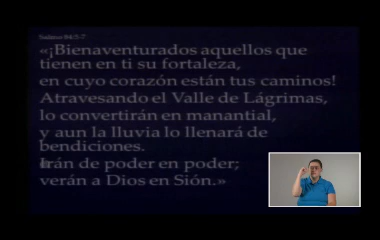 Salmos 84:5-7
«¡Bienaventurados aquellos que
tienen en ti su fortaleza,
en cuyo corazón están tus caminos!
Atravesando el Valle de Lágrimas,
lo convertirán en manantial,
y aun la lluvia lo llenará de
bendiciones.
Irán de poder en poder;
verán a Dios en Sión.»